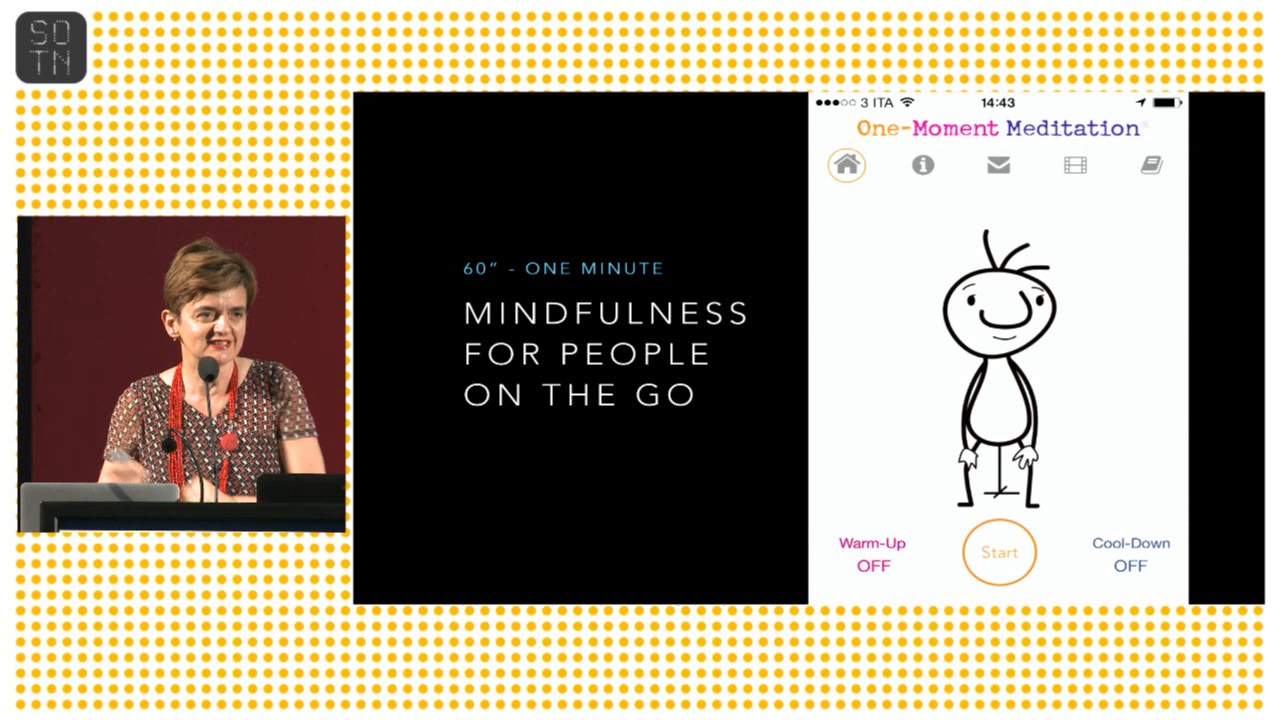 SO
TN
60” - ONE MINUTE
MINDFULNESS
FOR PEOPLE
ON THE GO
3 ITA 14:43
One-Moment Meditation
Warm-Up
OFF
Start
Cool-Down
OFF